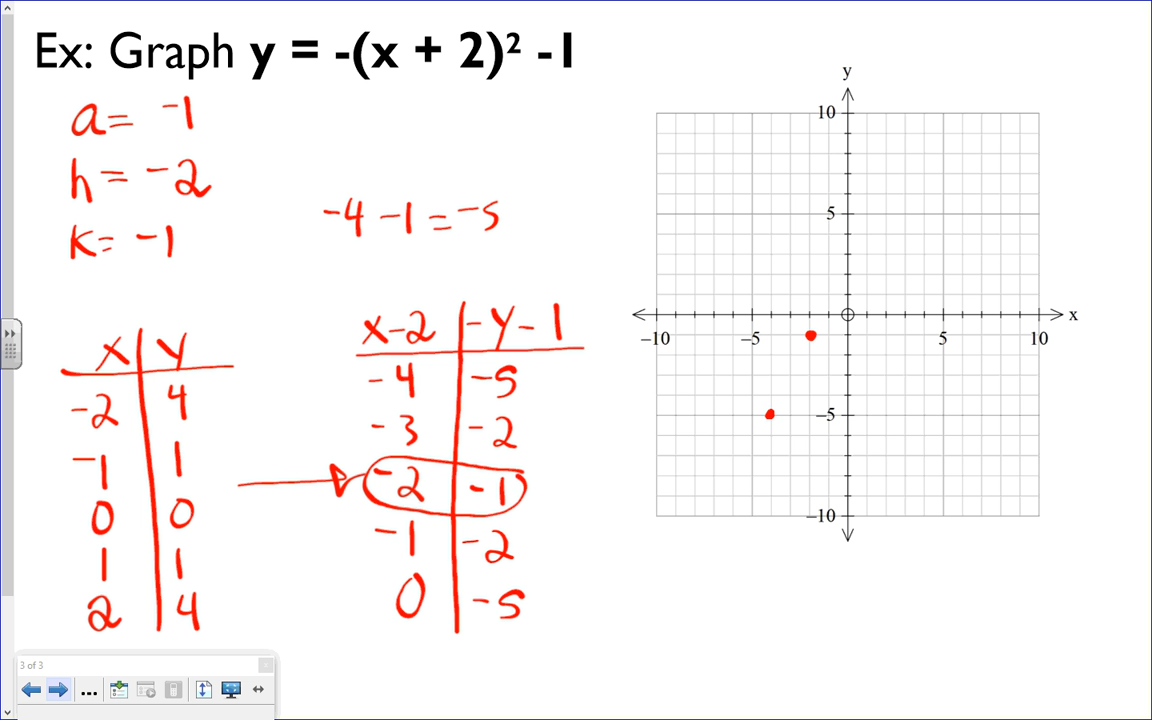 Ex: Graph y = -(x + 2)² -1
a= -1
h= -2
k= -1
-4 -1 = -5
x | y
-2 | 4
-1 | 1
0 | 0
1 | 1
2 | 4
x-2 | -y-1
-4 | -5
-3 | -2
-2 | -1
-1 | -2
0 | -5
y
10
5
-10 -5 5 10 x
-5
-10
3 of 3